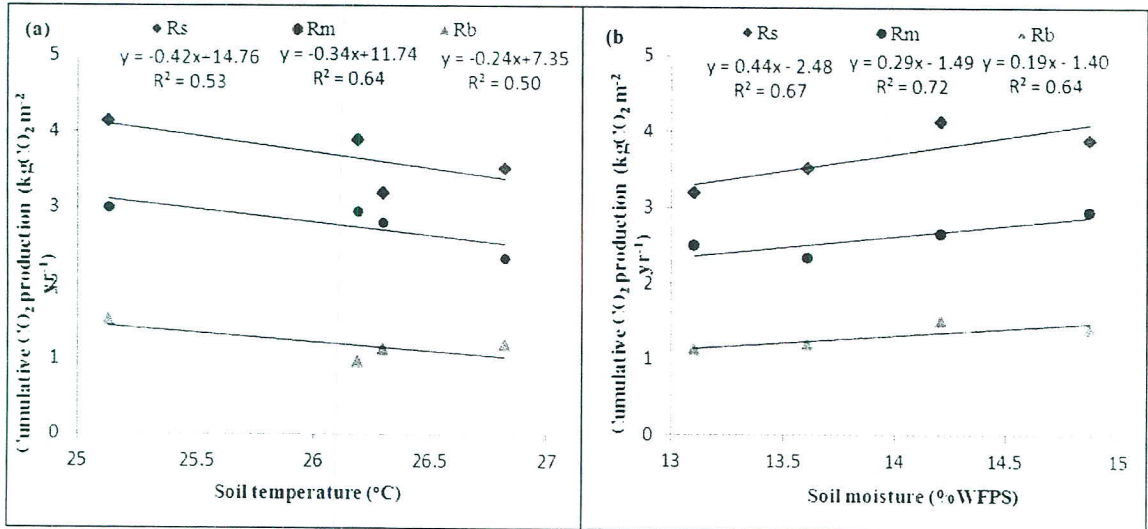 (a)
Rs Rm Rb
y = -0.42x+14.76 y = -0.34x+11.74 y = -0.24x+7.35
R² = 0.53 R² = 0.64 R² = 0.50
5
4
3
2
1
0
25 25.5 26 26.5 27
Cumulative CO₂ production (kgCO₂ m⁻²
yr⁻¹)
Soil temperature (°C)
(b
Rs Rm Rb
y = 0.44x - 2.48 y = 0.29x - 1.49 y = 0.19x - 1.40
R² = 0.67 R² = 0.72 R² = 0.64
5
4
3
2
1
0
13 13.5 14 14.5 15
Cumulative CO₂ production (kgCO₂ m⁻²
yr⁻¹)
Soil moisture (%WFPS)